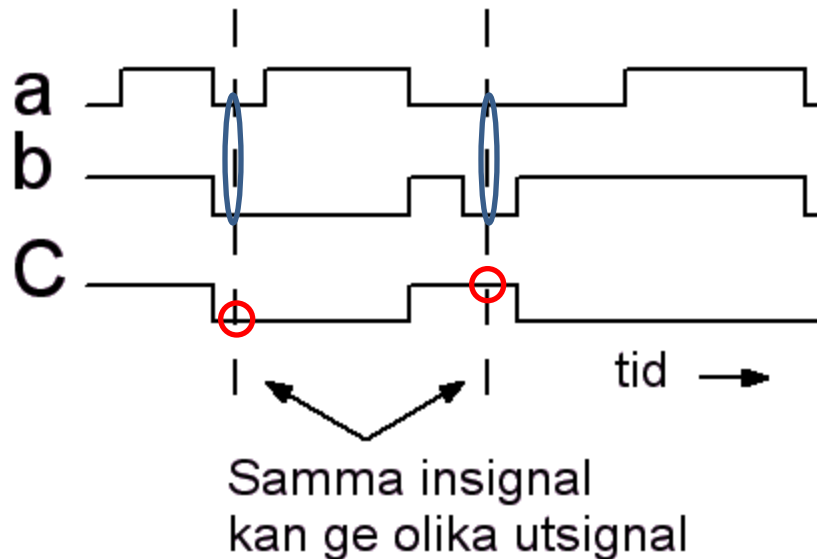 a
b
C
tid
Samma insignal
kan ge olika utsignal